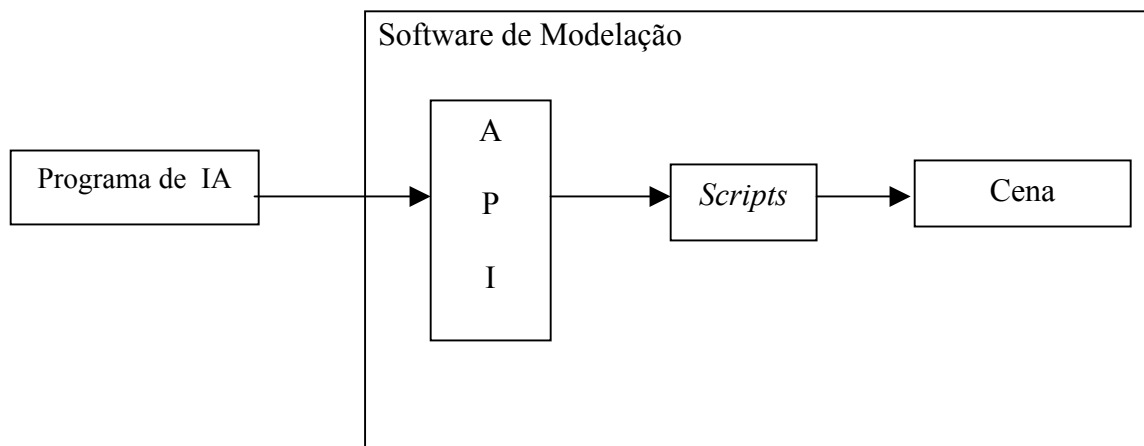 Software de Modelação
A
P
I
Programa de IA
Scripts
Cena